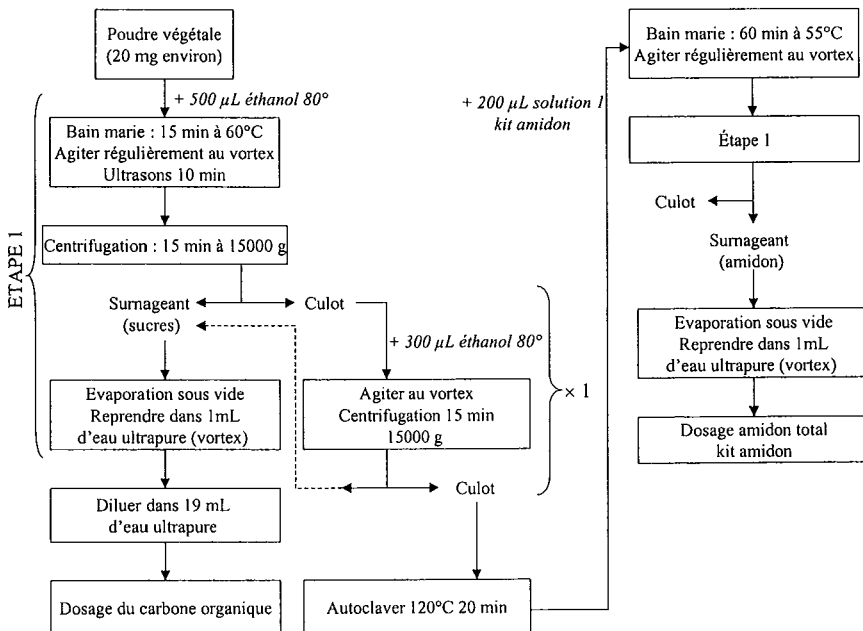 Poudre végétale
(20 mg environ)
+ 500 µL éthanol 80°
ETAPE 1
Bain marie : 15 min à 60°C
Agiter régulièrement au vortex
Ultrasons 10 min
Centrifugation : 15 min à 15000 g
Surnageant
(sucres)
Culot
+ 300 µL éthanol 80°
Evaporation sous vide
Reprendre dans 1mL
d'eau ultrapure (vortex)
Agiter au vortex
Centrifugation 15 min
15000 g
× 1
Culot
Diluer dans 19 mL
d'eau ultrapure
Dosage du carbone organique
Autoclaver 120°C 20 min
+ 200 µL solution 1
kit amidon
Bain marie : 60 min à 55°C
Agiter régulièrement au vortex
Étape 1
Culot
Surnageant
(amidon)
Evaporation sous vide
Reprendre dans 1mL
d'eau ultrapure (vortex)
Dosage amidon total
kit amidon